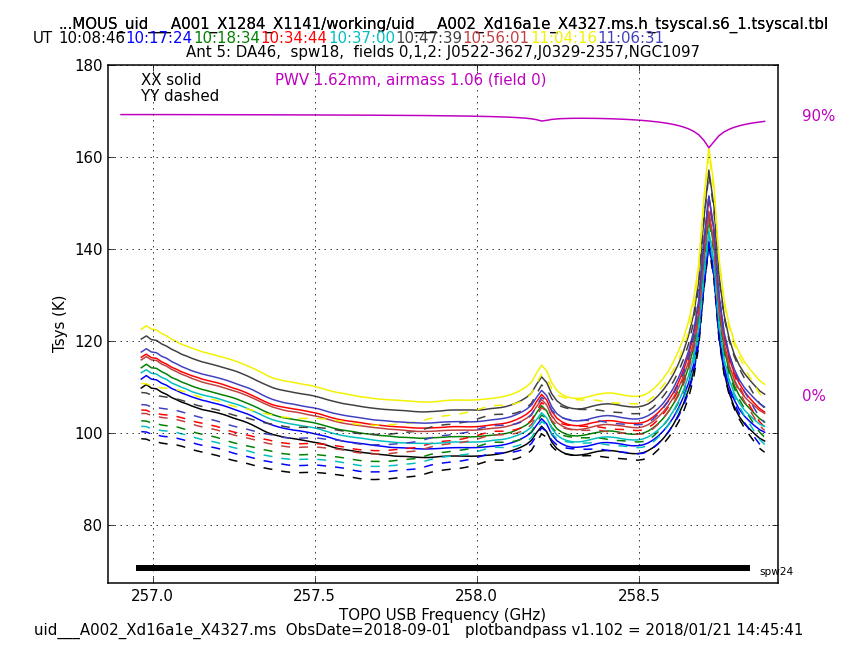 ...MOUS_uid___A001_X1284_X1141/working/uid___A002_Xd16a1e_X4327.ms.h_tsyscal.s6_1.tsyscal.tbl
UT 10:08:46 10:17:24 10:18:34 10:34:44 10:37:00 10:47:39 10:56:01 11:04:16 11:06:31
Ant 5: DA46, spw18, fields 0,1,2: J0522-3627,J0329-2357,NGC1097
180
XX solid PWV 1.62mm, airmass 1.06 (field 0)
YY dashed
90%
160
140
Tsys (K)
120
0%
100
80
spw24
257.0 257.5 258.0 258.5
TOPO USB Frequency (GHz)
uid___A002_Xd16a1e_X4327.ms ObsDate=2018-09-01 plotbandpass v1.102 = 2018/01/21 14:45:41